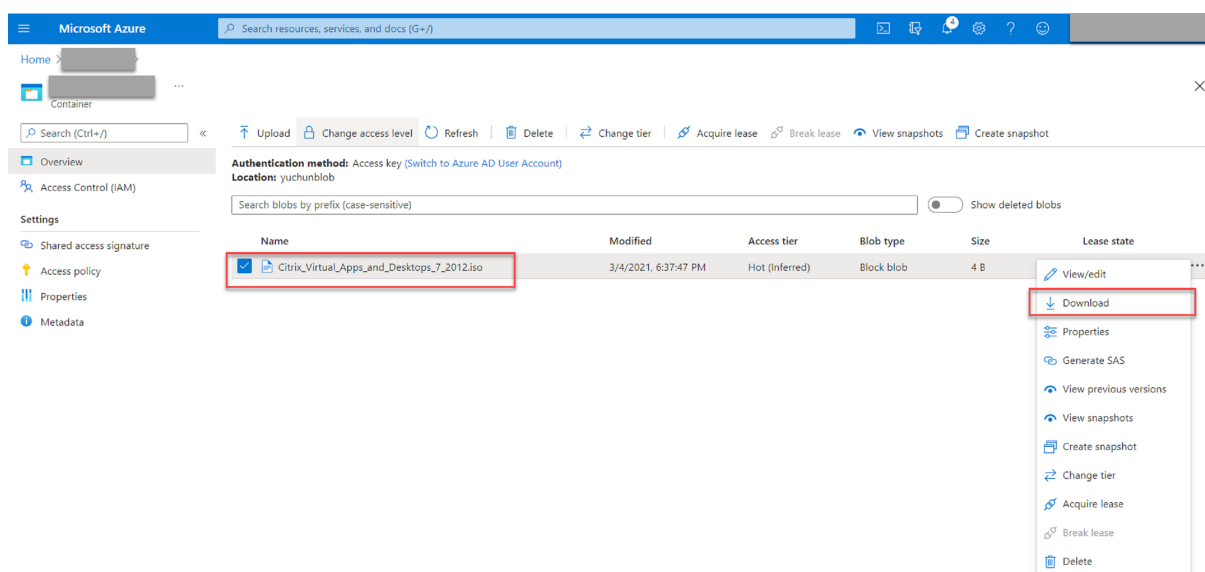 Microsoft Azure
Search resources, services, and docs (G+/)
4
Home >
...
Container
Search (Ctrl+/)
«
Upload
Change access level
Refresh
Delete
Change tier
Acquire lease
Break lease
View snapshots
Create snapshot
Overview
Access Control (IAM)
Settings
Shared access signature
Access policy
Properties
Metadata
Authentication method: Access key (Switch to Azure AD User Account)
Location: yuchunblob
Search blobs by prefix (case-sensitive)
Show deleted blobs
Name Modified Access tier Blob type Size Lease state
Citrix_Virtual_Apps_and_Desktops_7_2012.iso 3/4/2021, 6:37:47 PM Hot (Inferred) Block blob 4 B ...
View/edit
Download
Properties
Generate SAS
View previous versions
View snapshots
Create snapshot
Change tier
Acquire lease
Break lease
Delete